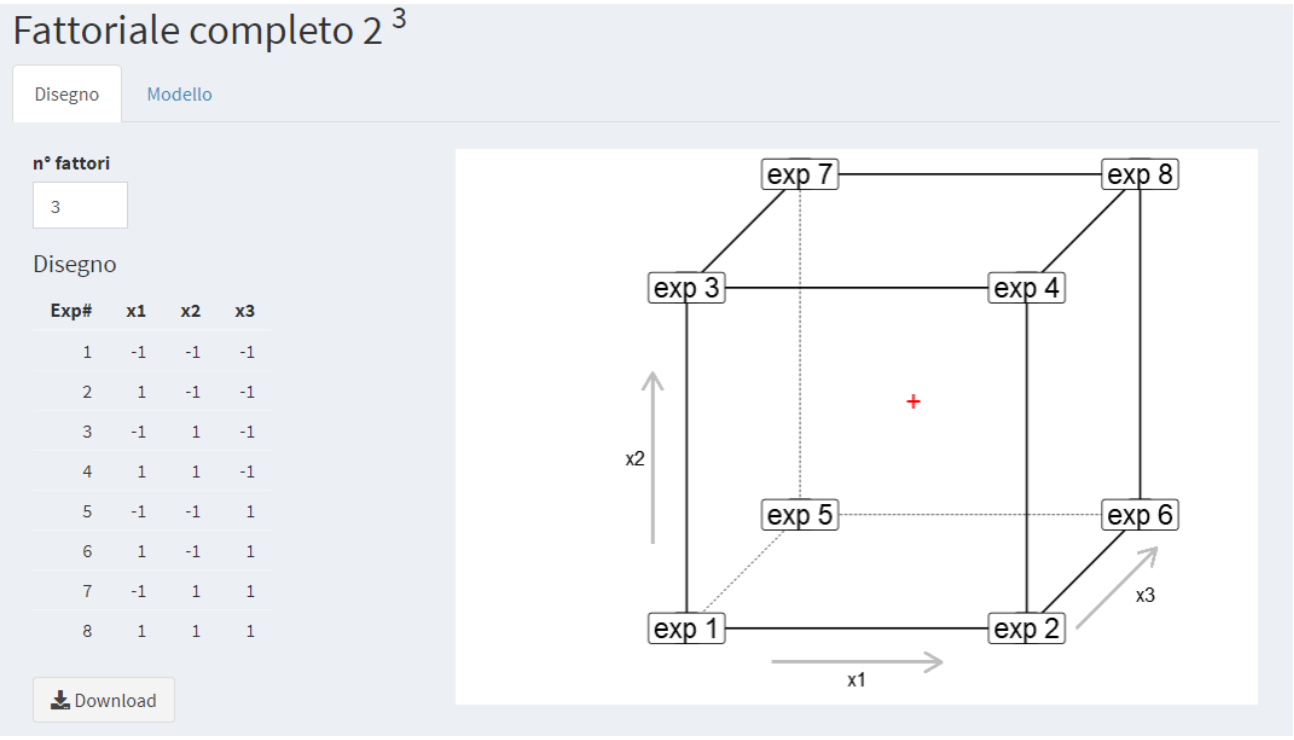 Fattoriale completo 2 3
Disegno Modello
n° fattori
3
Disegno
Exp# x1 x2 x3
1 -1 -1 -1
2 1 -1 -1
3 -1 1 -1
4 1 1 -1
5 -1 -1 1
6 1 -1 1
7 -1 1 1
8 1 1 1
Download
exp 7 exp 8
exp 3 exp 4
x2
exp 5 exp 6
x3
exp 1 exp 2
x1